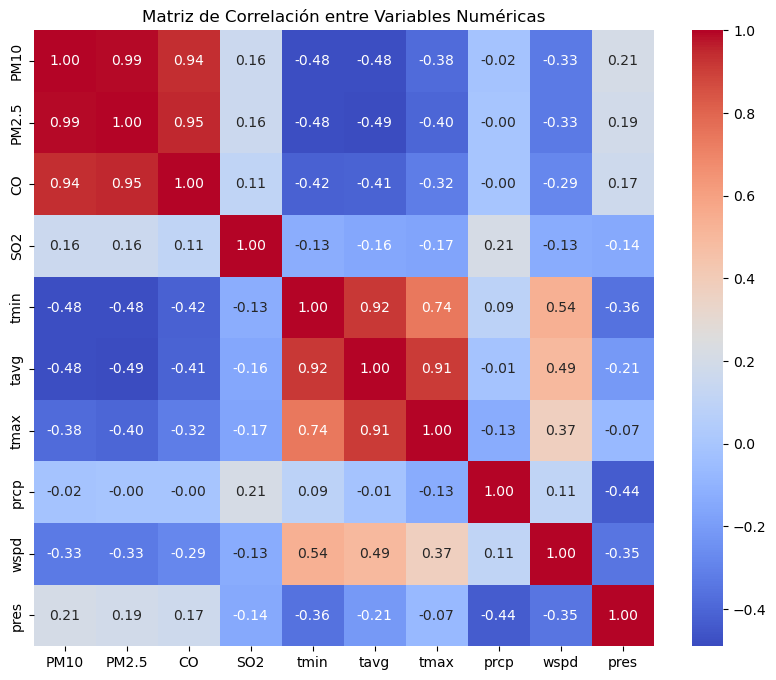 Matriz de Correlación entre Variables Numéricas
PM10 1.00 0.99 0.94 0.16 -0.48 -0.48 -0.38 -0.02 -0.33 0.21
PM2.5 0.99 1.00 0.95 0.16 -0.48 -0.49 -0.40 -0.00 -0.33 0.19
CO 0.94 0.95 1.00 0.11 -0.42 -0.41 -0.32 -0.00 -0.29 0.17
SO2 0.16 0.16 0.11 1.00 -0.13 -0.16 -0.17 0.21 -0.13 -0.14
tmin -0.48 -0.48 -0.42 -0.13 1.00 0.92 0.74 0.09 0.54 -0.36
tavg -0.48 -0.49 -0.41 -0.16 0.92 1.00 0.91 -0.01 0.49 -0.21
tmax -0.38 -0.40 -0.32 -0.17 0.74 0.91 1.00 -0.13 0.37 -0.07
prcp -0.02 -0.00 -0.00 0.21 0.09 -0.01 -0.13 1.00 0.11 -0.44
wspd -0.33 -0.33 -0.29 -0.13 0.54 0.49 0.37 0.11 1.00 -0.35
pres 0.21 0.19 0.17 -0.14 -0.36 -0.21 -0.07 -0.44 -0.35 1.00
PM10 PM2.5 CO SO2 tmin tavg tmax prcp wspd pres
1.0
0.8
0.6
0.4
0.2
0.0
−0.2
−0.4